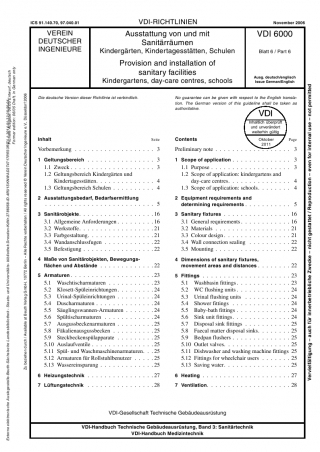 ICS 91.140.70, 97.040.01
VDI-RICHTLINIEN
November 2006
VEREIN
DEUTSCHER
INGENIEURE
Ausstattung von und mit
Sanitärräumen
Kindergärten, Kindertagesstätten, Schulen
Provision and installation of
sanitary facilities
Kindergartens, day-care centres, schools
VDI 6000
Blatt 6 / Part 6
Ausg. deutsch/englisch
Issue German/English
Die deutsche Version dieser Richtlinie ist verbindlich.
No guarantee can be given with respect to the English transla-
tion. The German version of this guideline shall be taken as
authoritative.
VDI
Inhaltlich überprüft
und unverändert
weiterhin gültig
Oktober
2011
Inhalt Seite
Vorbemerkung 3
1 Geltungsbereich 3
1.1 Zweck 3
1.2 Geltungsbereich Kindergärten und
Kindertagesstätten 4
1.3 Geltungsbereich Schulen 4
2 Ausstattungsbedarf, Bedarfsermittlung
5
3 Sanitärobjekte 16
3.1 Allgemeine Anforderungen 16
3.2 Werkstoffe 21
3.3 Farbgestaltung 21
3.4 Wandanschlussfugen 22
3.5 Befestigung 22
4 Maße von Sanitärobjekten, Bewegungs-
flächen und Abstände 22
5 Armaturen 23
5.1 Waschtischarmaturen 23
5.2 Klosett-Spüleinrichtungen 24
5.3 Urinal-Spüleinrichtungen 24
5.4 Duscharmaturen 24
5.5 Säuglingswannen-Armaturen 24
5.6 Spültischarmaturen 24
5.7 Ausgussbeckenarmaturen 25
5.8 Fäkalienausgussbecken 25
5.9 Steckbeckenspülapparate 25
5.10 Auslaufventile 25
5.11 Spül- und Waschmaschinenarmaturen 25
5.12 Armaturen für Rollstuhlbenutzer 25
5.13 Wassereinsparung 25
6 Heizungstechnik 27
7 Lüftungstechnik 28
Contents Page
Preliminary note 3
1 Scope of application 3
1.1 Purpose 3
1.2 Scope of application: kindergartens and
day-care centres 4
1.3 Scope of application: schools 4
2 Equipment requirements and
determining requirements 5
3 Sanitary fixtures 16
3.1 General requirements 16
3.2 Materials 21
3.3 Colour design 21
3.4 Wall connection sealing 22
3.5 Mounting 22
4 Dimensions of sanitary fixtures,
movement areas and distances 22
5 Fittings 23
5.1 Washbasin fittings 23
5.2 WC flushing units 24
5.3 Urinal flushing units 24
5.4 Shower fittings 24
5.5 Baby-bath fittings 24
5.6 Sink unit fittings 24
5.7 Disposal sink fittings 25
5.8 Faecal matter disposal sinks 25
5.9 Bedpan flushers 25
5.10 Outlet valves 25
5.11 Dishwasher and washing machine fittings 25
5.12 Fittings for wheelchair users 25
5.13 Saving water 25
6 Heating 27
7 Ventilation 28
VDI-Gesellschaft Technische Gebäudeausrüstung
VDI-Handbuch Technische Gebäudeausrüstung, Band 3: Sanitärtechnik
VDI-Handbuch Medizintechnik
Vervielfältigung – auch für innerbetriebliche Zwecke – nicht gestattet / Reproduction – even for internal use – not permitted